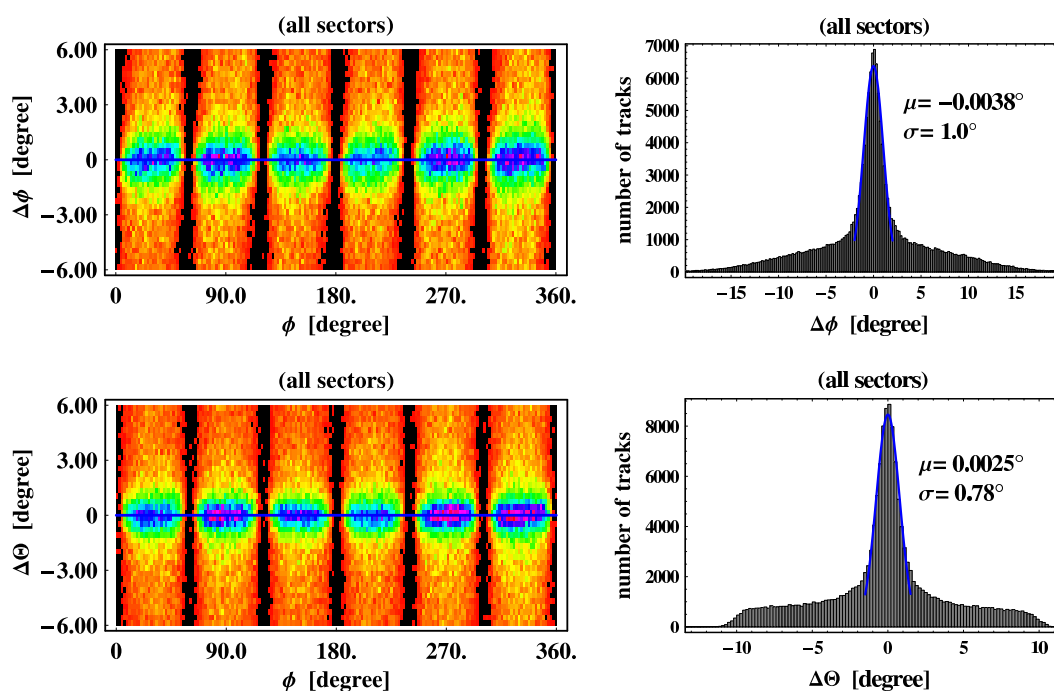 (all sectors)
6.00
3.00
0
−3.00
−6.00
Δϕ [degree]
0 90.0 180. 270. 360.
ϕ [degree]
(all sectors)
7000
6000
5000
4000
3000
2000
1000
0
number of tracks
μ= −0.0038°
σ= 1.0°
−15 −10 −5 0 5 10 15
Δϕ [degree]
(all sectors)
6.00
3.00
0
−3.00
−6.00
ΔΘ [degree]
0 90.0 180. 270. 360.
ϕ [degree]
(all sectors)
8000
6000
4000
2000
0
number of tracks
μ= 0.0025°
σ= 0.78°
−10 −5 0 5 10
ΔΘ [degree]